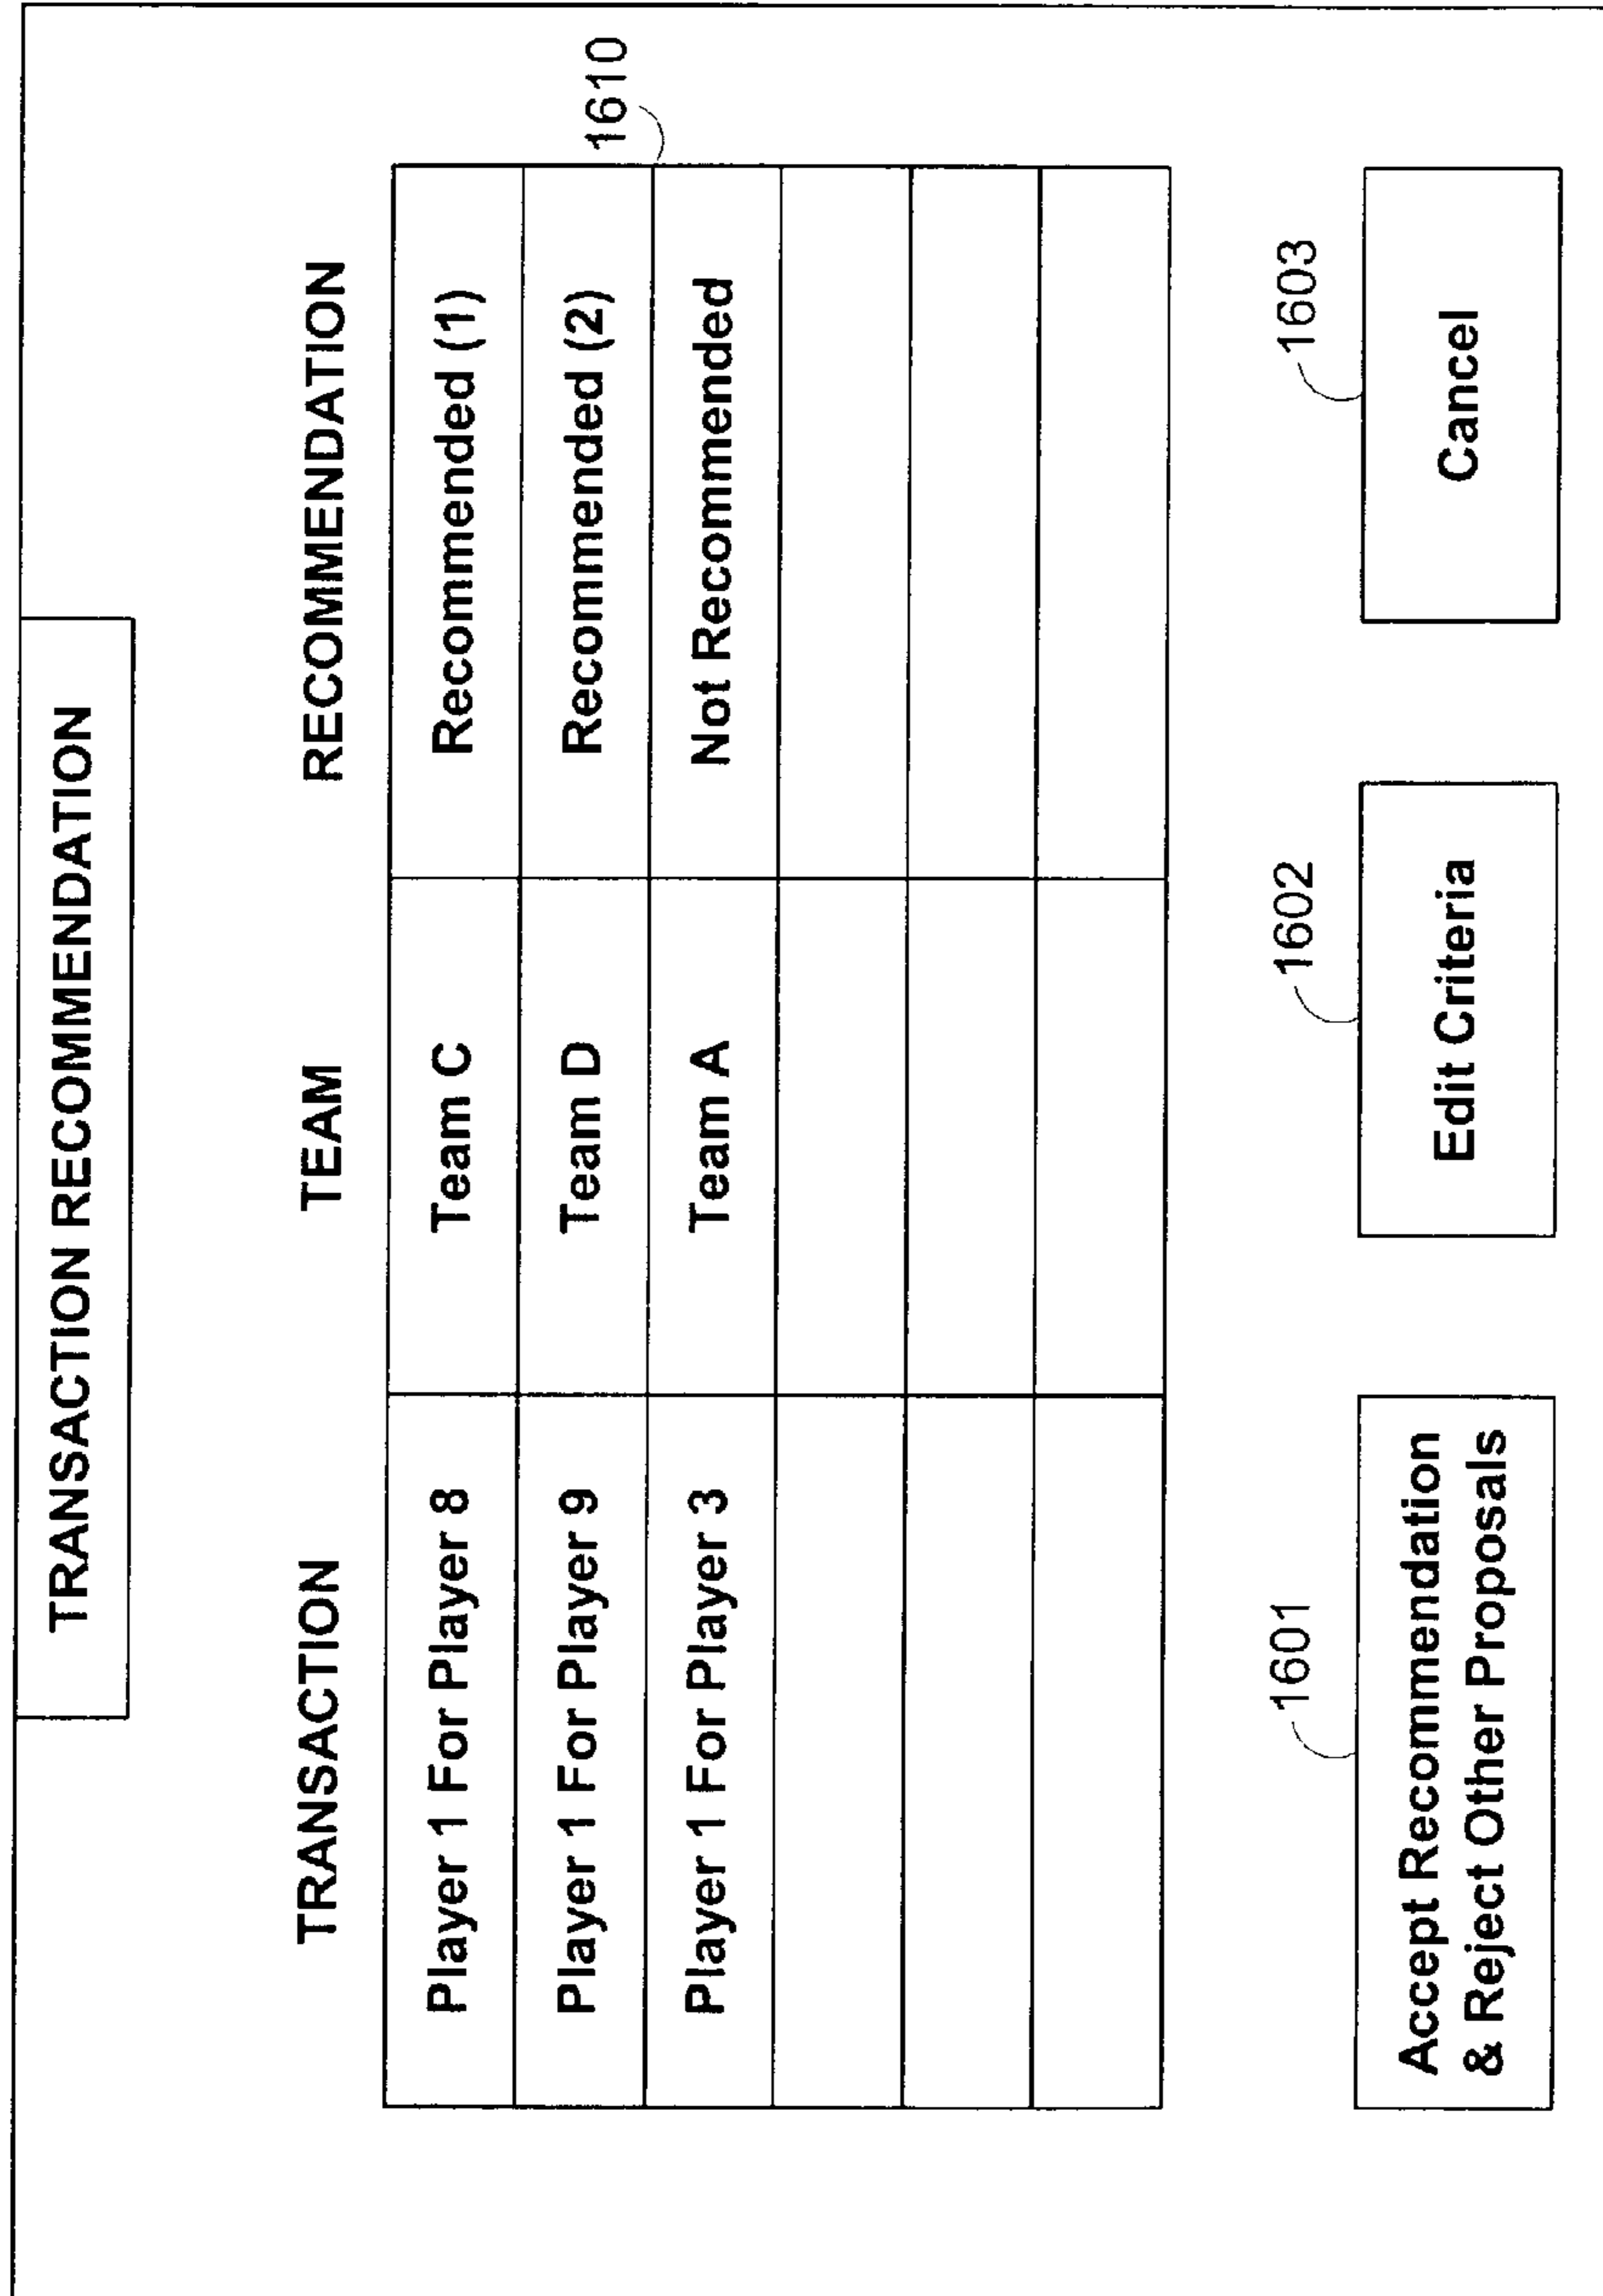 TRANSACTION RECOMMENDATION
TRANSACTION TEAM RECOMMENDATION
Player 1 For Player 8 Team C Recommended (1)
Player 1 For Player 9 Team D Recommended (2)
Player 1 For Player 3 Team A Not Recommended
1610
1601 1602 1603
Accept Recommendation
& Reject Other Proposals
Edit Criteria
Cancel